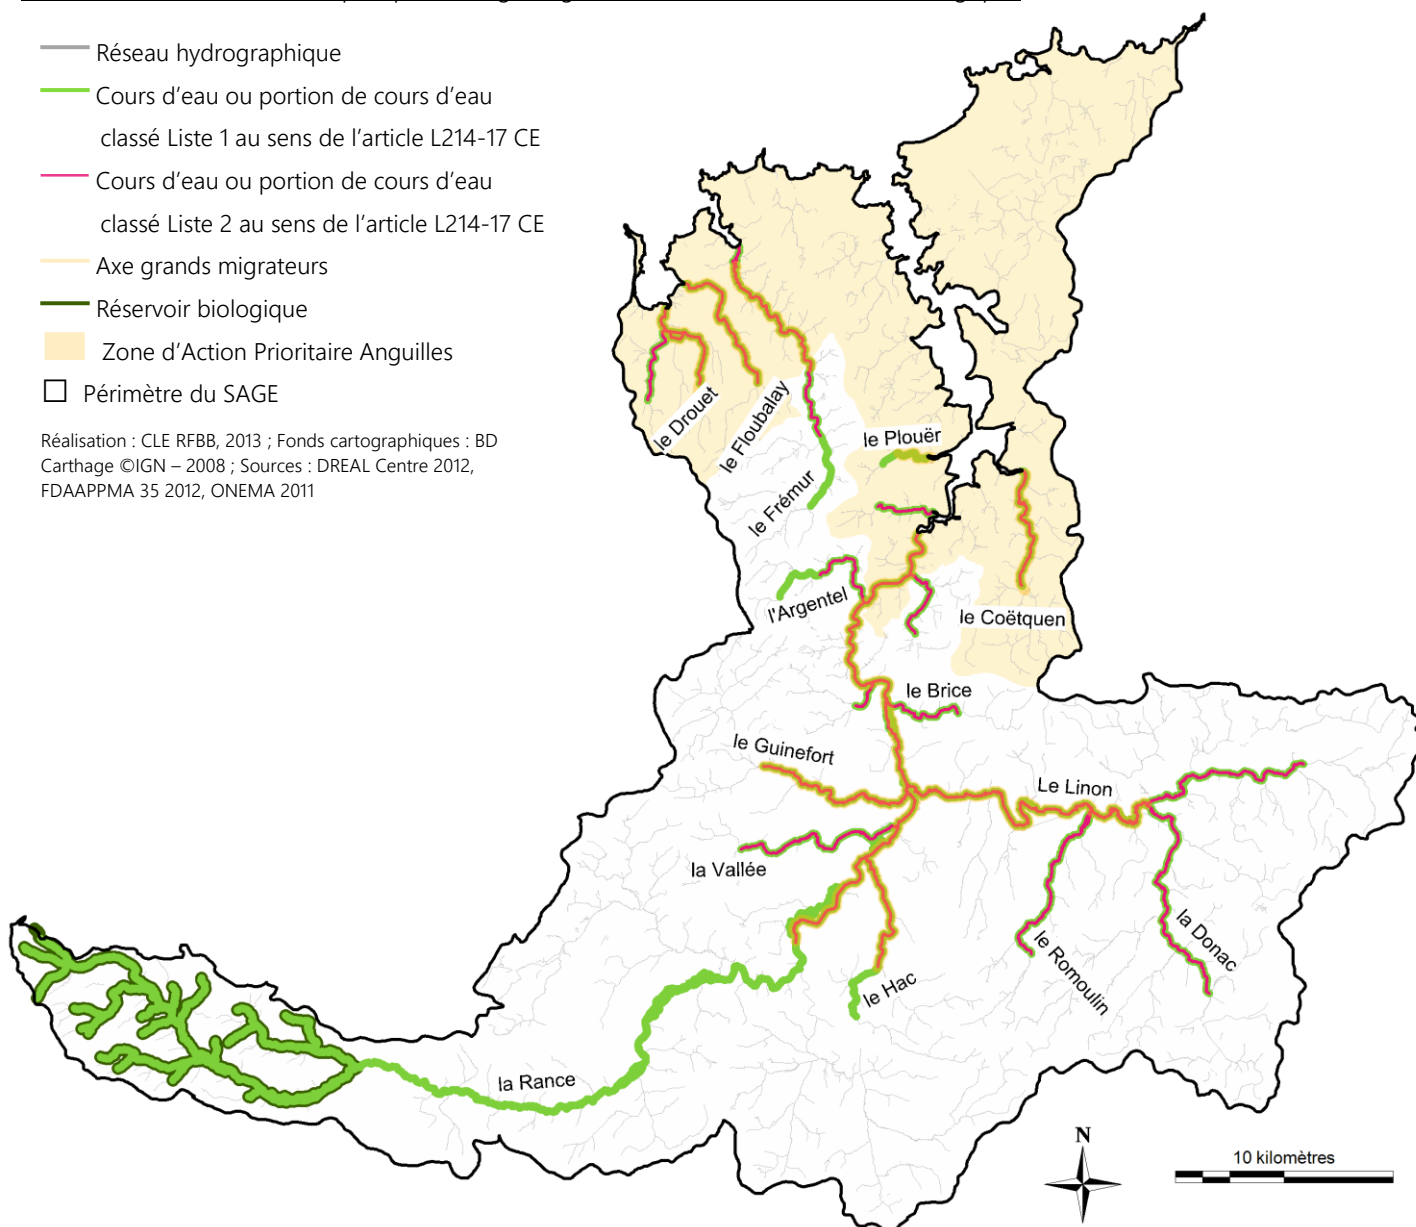 Réseau hydrographique
Cours d'eau ou portion de cours d'eau
classé Liste 1 au sens de l'article L214-17 CE
Cours d'eau ou portion de cours d'eau
classé Liste 2 au sens de l'article L214-17 CE
Axe grands migrateurs
Réservoir biologique
Zone d'Action Prioritaire Anguilles
Périmètre du SAGE
Réalisation : CLE RFBB, 2013 ; Fonds cartographiques : BD
Carthage ©IGN – 2008 ; Sources : DREAL Centre 2012,
FDAAPPMA 35 2012, ONEMA 2011
le Drouet
le Floubalay
le Frémur
le Plouër
l'Argentel
le Coëtquen
le Brice
le Guinefort
Le Linon
la Vallée
le Romoulin
la Donac
le Hac
la Rance
N
10 kilomètres